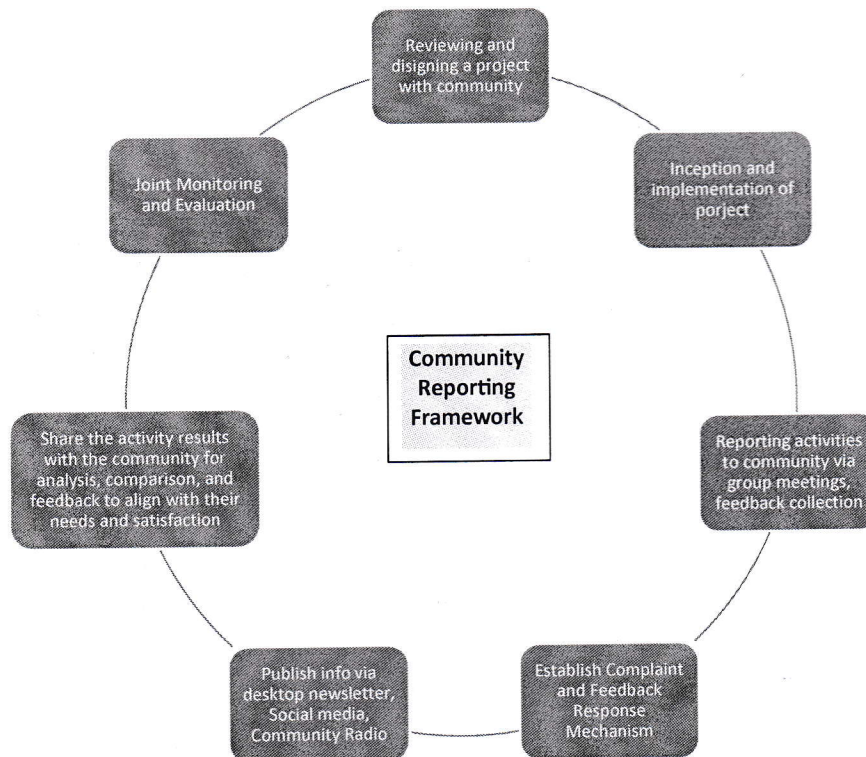 Reviewing and
disigning a project
with community
Inception and
implementation of
porject
Reporting activities
to community via
group meetings,
feedback collection
Establish Complaint
and Feedback
Response
Mechanism
Publish info via
desktop newsletter,
Social media,
Community Radio
Share the activity results
with the community for
analysis, comparison, and
feedback to align with their
needs and satisfaction
Joint Monitoring
and Evaluation
Community
Reporting
Framework